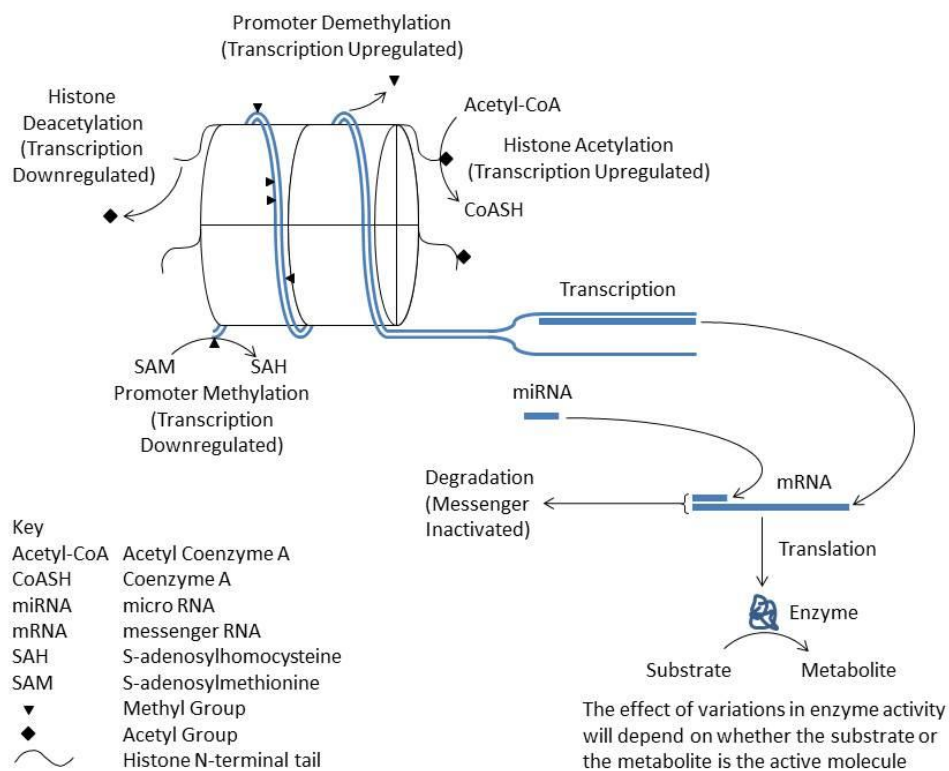 Promoter Demethylation
(Transcription Upregulated)
Histone
Deacetylation
(Transcription
Downregulated)
Acetyl-CoA
Histone Acetylation
(Transcription Upregulated)
CoASH
Transcription
SAM
SAH
Promoter Methylation
(Transcription
Downregulated)
miRNA
Degradation
(Messenger
Inactivated)
mRNA
Translation
Enzyme
Substrate
Metabolite
The effect of variations in enzyme activity
will depend on whether the substrate or
the metabolite is the active molecule
Key
Acetyl-CoA Acetyl Coenzyme A
CoASH Coenzyme A
miRNA micro RNA
mRNA messenger RNA
SAH S-adenosylhomocysteine
SAM S-adenosylmethionine
Methyl Group
Acetyl Group
Histone N-terminal tail